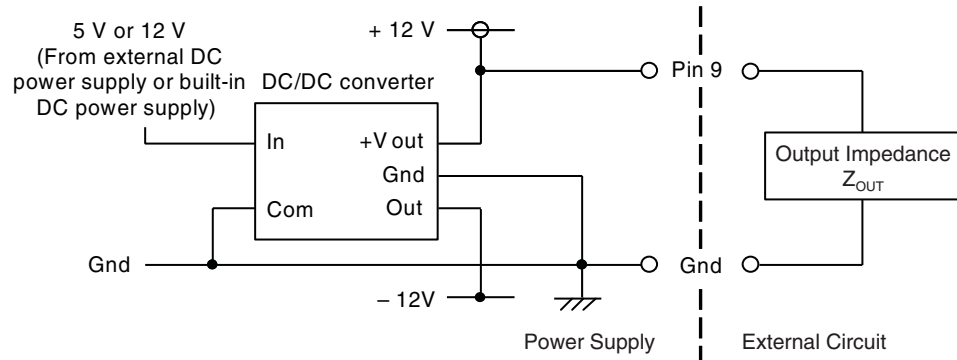 5 V or 12 V
(From external DC
power supply or built-in
DC power supply)
DC/DC converter
+ 12 V
In
+V out
Gnd
Com
Out
Gnd
– 12V
Pin 9
Gnd
Output Impedance
Z_OUT
Power Supply
External Circuit